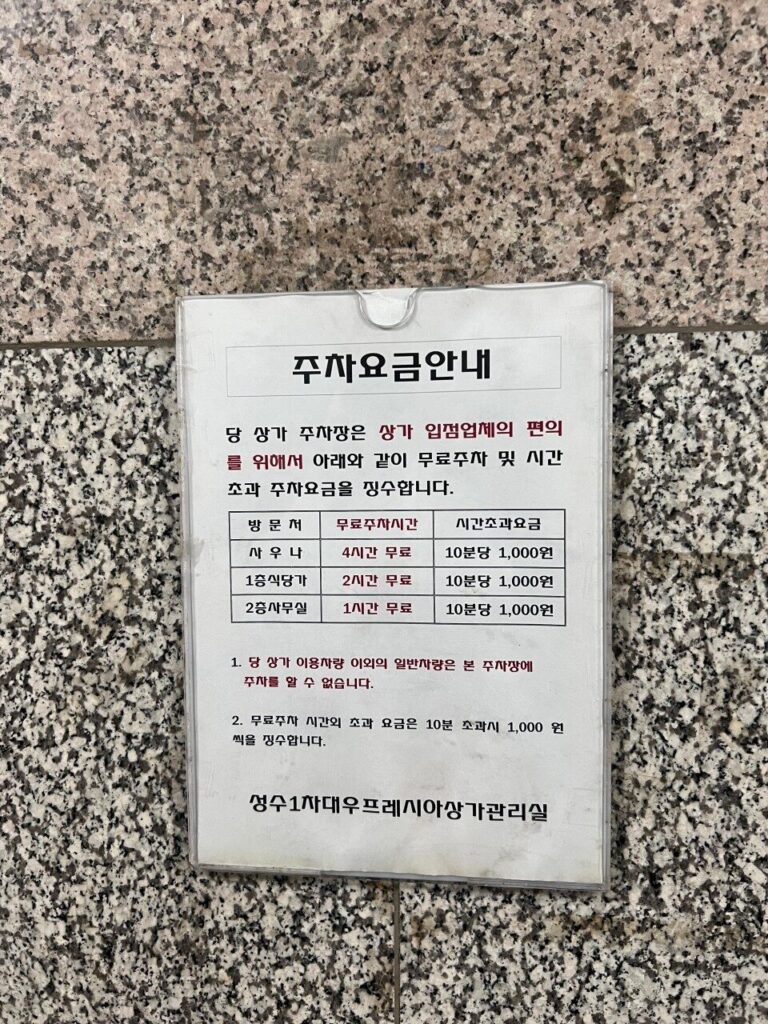 주차요금안내
당 상가 주차장은 상가 입점업체의 편의
를 위해서 아래와 같이 무료주차 및 시간
초과 주차요금을 징수합니다.
방 문 처 무료주차시간 시간초과요금
사 우 나 4시간 무료 10분당 1,000원
1층식당가 2시간 무료 10분당 1,000원
2층사무실 1시간 무료 10분당 1,000원
1. 당 상가 이용차량 이외의 일반차량은 본 주차장에
주차를 할 수 없습니다.
2. 무료주차 시간외 초과 요금은 10분 초과시 1,000 원
씩을 징수합니다.
성수1차대우프레시아상가관리실